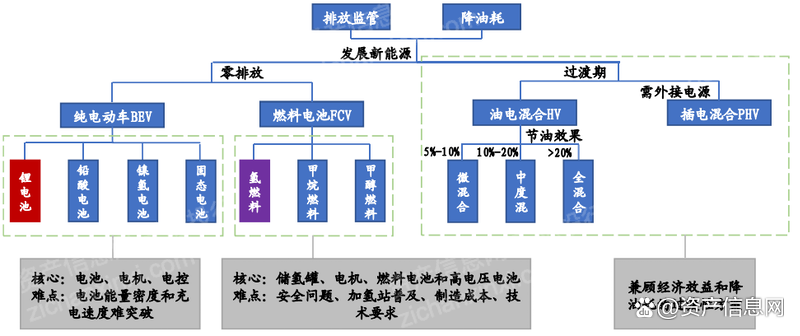 排放监管
降油耗
发展新能源
零排放
过渡期
需外接电源
纯电动车BEV
燃料电池FCV
油电混合HV
插电混合PHV
节油效果
5%-10%
10%-20%
>20%
锂电池
铅酸电池
镍氢电池
固态电池
氢燃料
甲烷燃料
甲醇燃料
微混合
中度混
全混合
核心:电池、电机、电控
难点:电池能量密度和充
电速度难突破
核心:储氢罐、电机、燃料电池和高电压电池
难点:安全问题、加氢站普及、制造成本、技
术要求
兼顾经济效益和降
油
@资产信息网